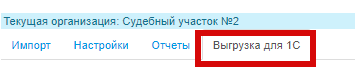 Текущая организация: Судебный участок №2
Импорт Настройки Отчеты Выгрузка для 1С